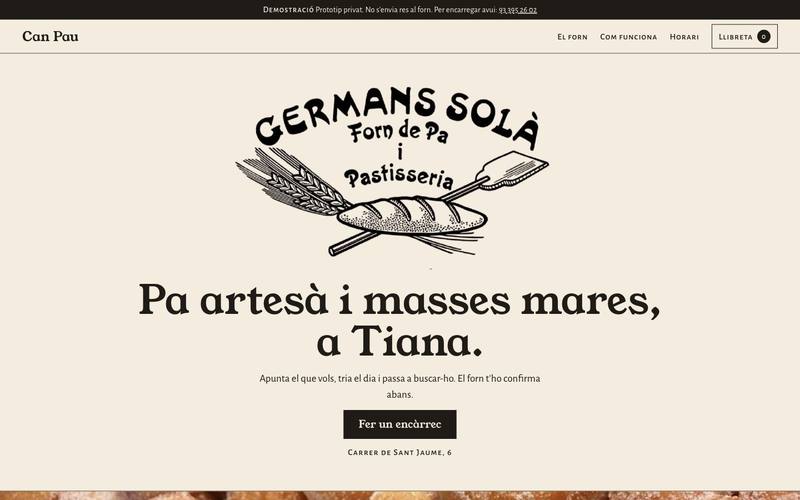 Demostració Prototip privat. No s'envia res al forn. Per encarregar avui: 93 395 26 02
Can Pau
El forn
Com funciona
Horari
Llibreta 0
GERMANS SOLÀ
Forn de Pa
i
Pastisseria
Pa artesà i masses mares,
a Tiana.
Apunta el que vols, tria el dia i passa a buscar-ho. El forn t'ho confirma
abans.
Fer un encàrrec
Carrer de Sant Jaume, 6